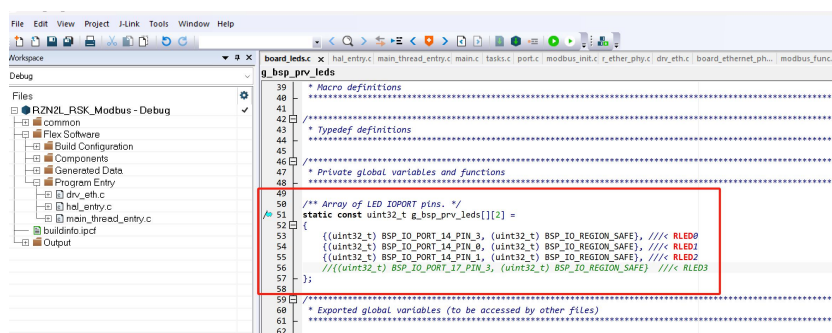 File Edit View Project J-Link Tools Window Help
Workspace
board_leds.c x hal_entry.c main_thread_entry.c main.c tasks.c port.c modbus_init.c r_ether_phy.c drv_eth.c board_ethernet_ph... modbus_func.
Debug
g_bsp_prv_leds
Files
RZN2L_RSK_Modbus - Debug
common
Flex Software
Build Configuration
Components
Generated Data
Program Entry
drv_eth.c
hal_entry.c
main_thread_entry.c
buildinfo.ipcf
Output
39 * Macro definitions
40
41
42
43 * Typedef definitions
44
45
46
47 * Private global variables and functions
48
49
50 /** Array of LED IOPORT pins. */
51 static const uint32_t g_bsp_prv_leds[][2] =
52 {
53 {(uint32_t) BSP_IO_PORT_14_PIN_3, (uint32_t) BSP_IO_REGION_SAFE}, ///< RLED0
54 {(uint32_t) BSP_IO_PORT_14_PIN_0, (uint32_t) BSP_IO_REGION_SAFE}, ///< RLED1
55 {(uint32_t) BSP_IO_PORT_14_PIN_1, (uint32_t) BSP_IO_REGION_SAFE}, ///< RLED2
56 //{(uint32_t) BSP_IO_PORT_17_PIN_3, (uint32_t) BSP_IO_REGION_SAFE} ///< RLED3
57 };
58
59
60 * Exported global variables (to be accessed by other files)
61
62